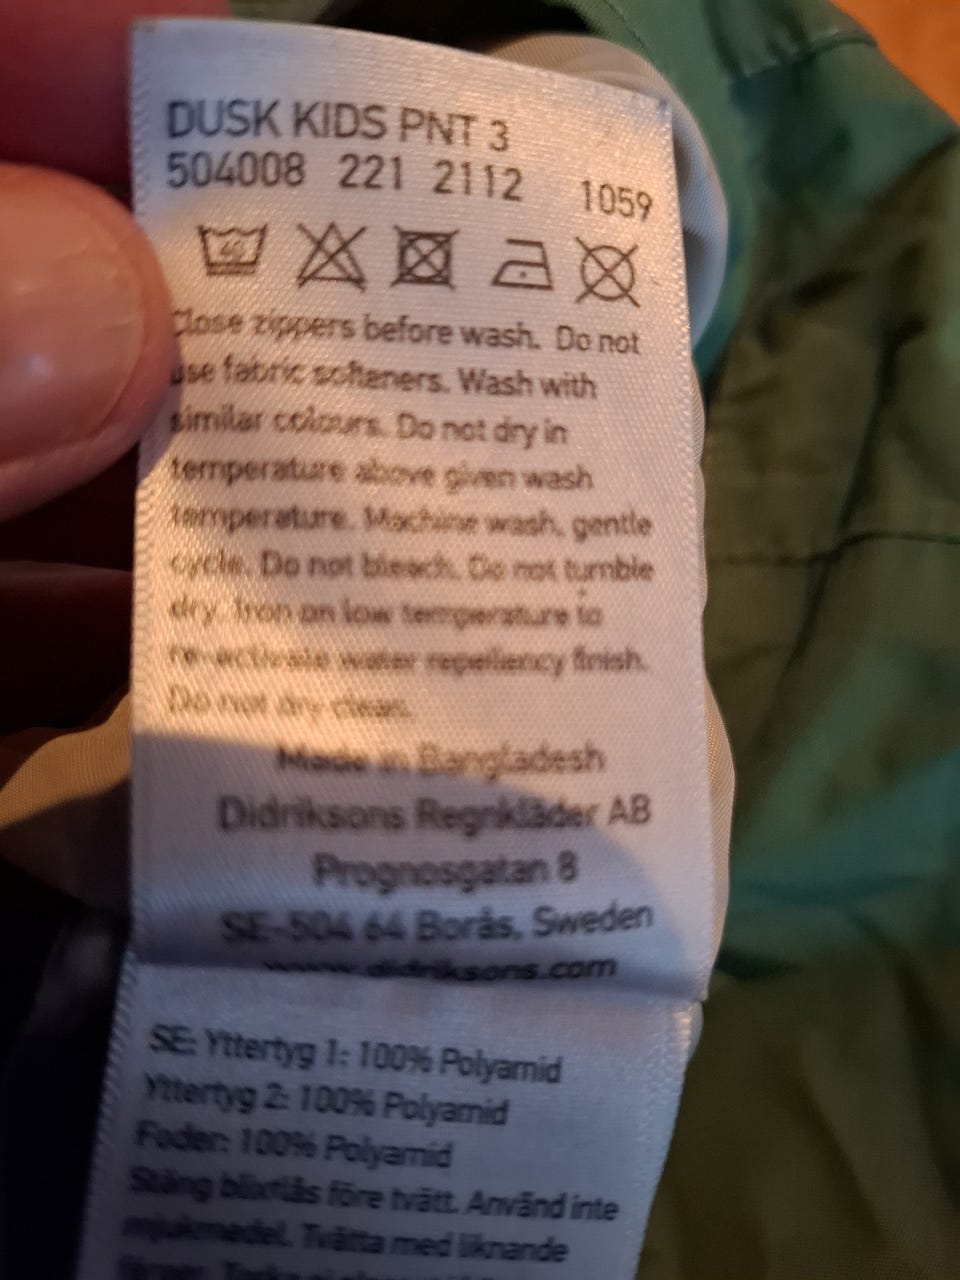 DUSK KIDS PNT 3
504008 221 2112 1059
40
Close zippers before wash. Do not
use fabric softeners. Wash with
similar colours. Do not dry in
temperature above given wash
temperature. Machine wash, gentle
cycle. Do not bleach. Do not tumble
dry. Iron on low temperature to
re-activate water repellency finish.
Do not dry clean.
Made in Bangladesh
Didriksons Regnkläder AB
Prognosgatan 8
SE-504 64 Borås, Sweden
www.didriksons.com
SE: Yttertyg 1: 100% Polyamid
Yttertyg 2: 100% Polyamid
Foder: 100% Polyamid
Stäng blixtlås före tvätt. Använd inte
mjukmedel. Tvätta med liknande